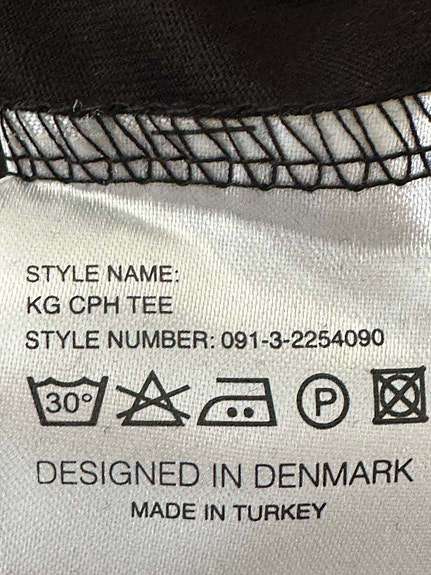 STYLE NAME:
KG CPH TEE
STYLE NUMBER: 091-3-2254090
30° P
DESIGNED IN DENMARK
MADE IN TURKEY